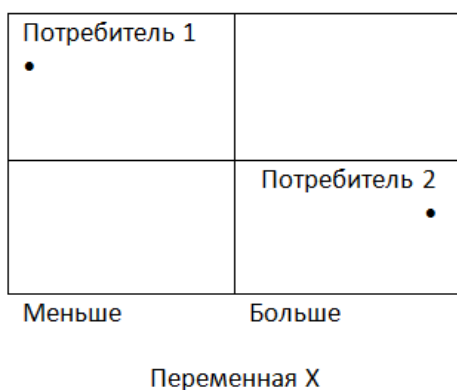 Потребитель 1
Потребитель 2
Меньше Больше
Переменная X